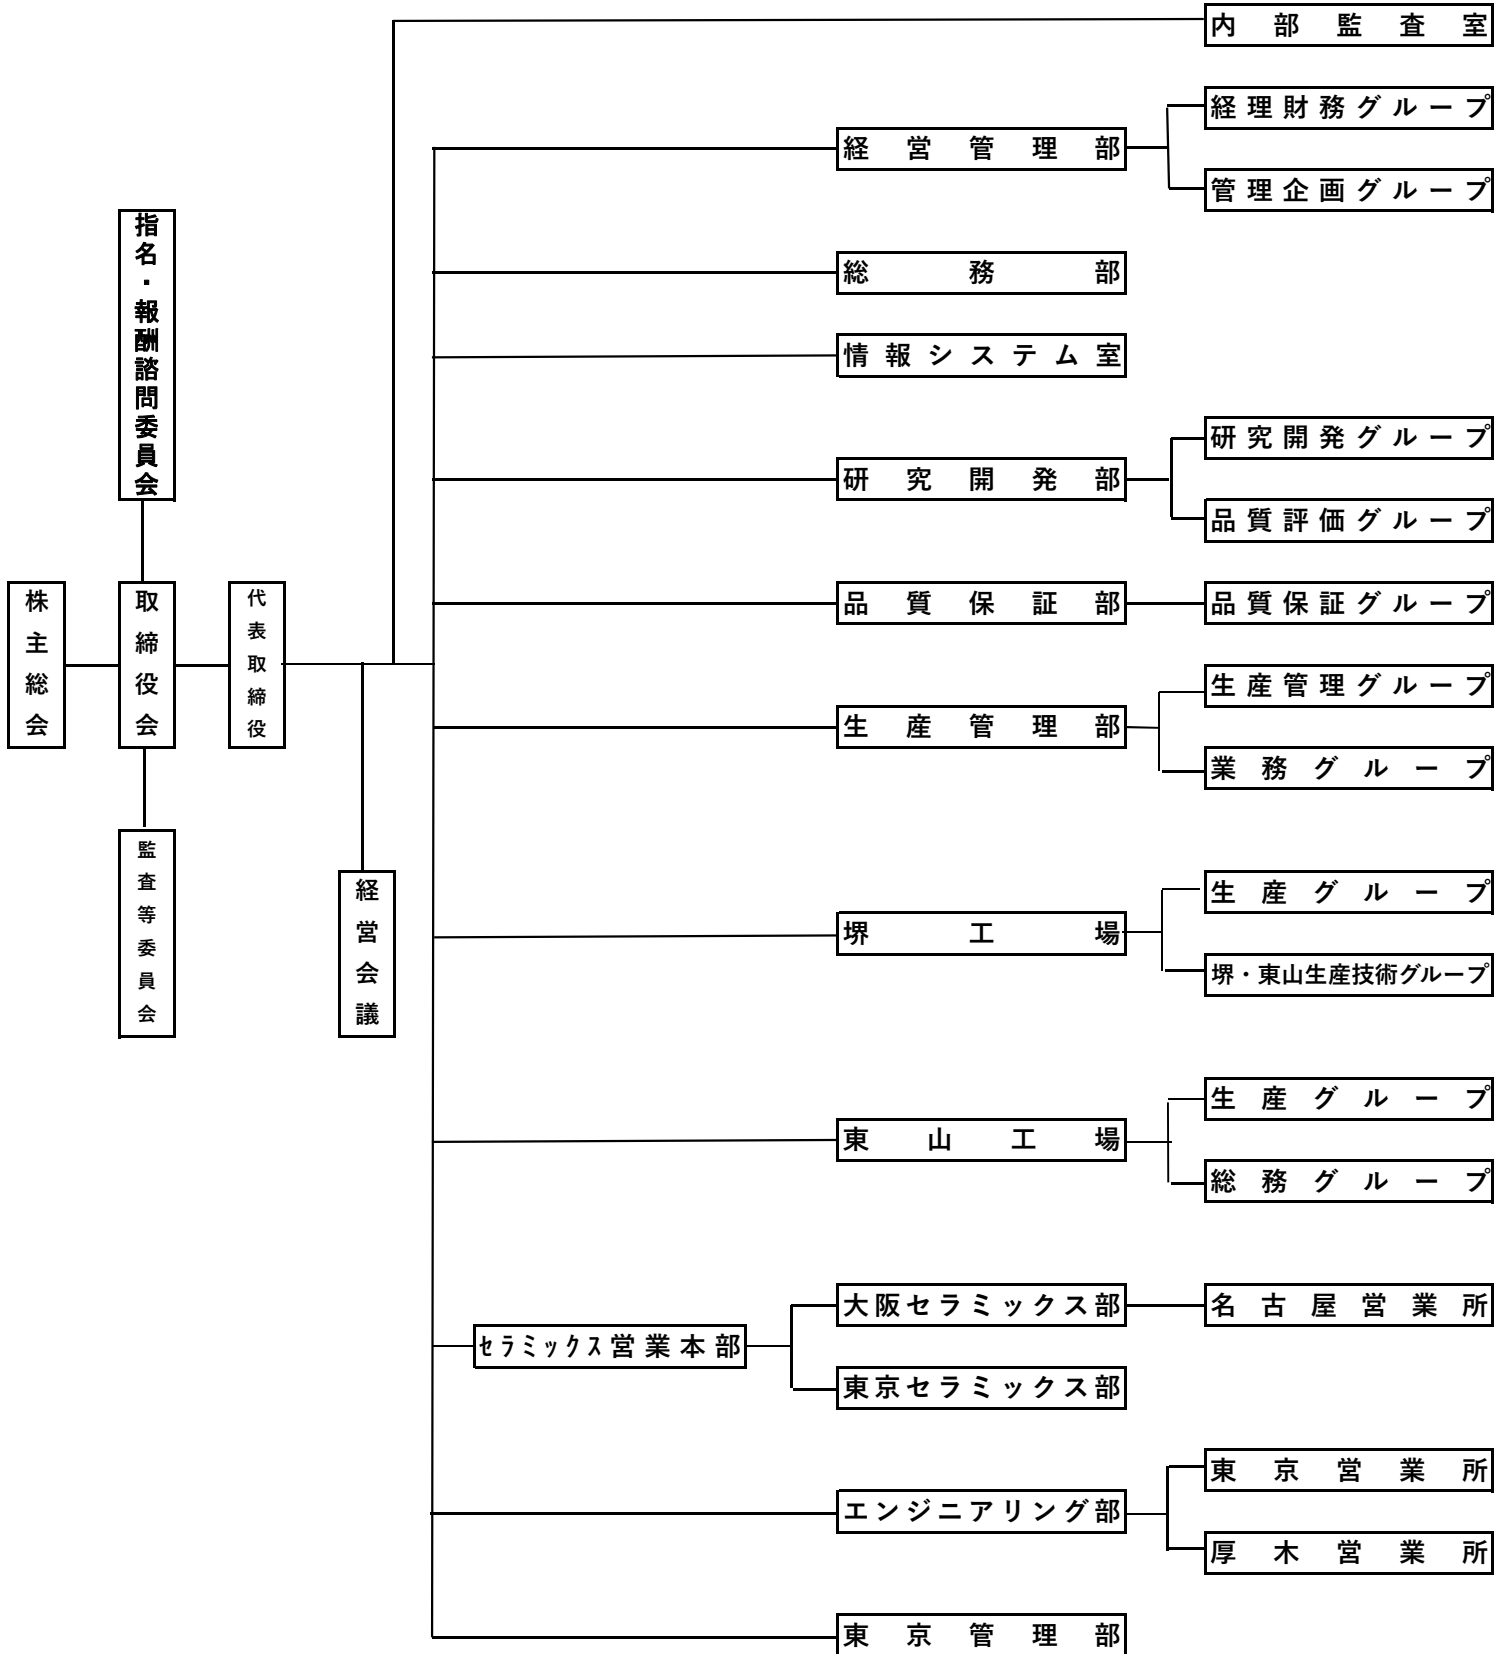 内部監査室
経理財務グループ
経営管理部
管理企画グループ
指名・報酬諮問委員会
総務部
情報システム室
研究開発グループ
研究開発部
品質評価グループ
株主総会
取締役会
代表取締役
品質保証部
品質保証グループ
生産管理グループ
生産管理部
業務グループ
監査等委員会
経営会議
生産グループ
堺工場
堺・東山生産技術グループ
生産グループ
東山工場
総務グループ
大阪セラミックス部
名古屋営業所
セラミックス営業本部
東京セラミックス部
東京営業所
エンジニアリング部
厚木営業所
東京管理部